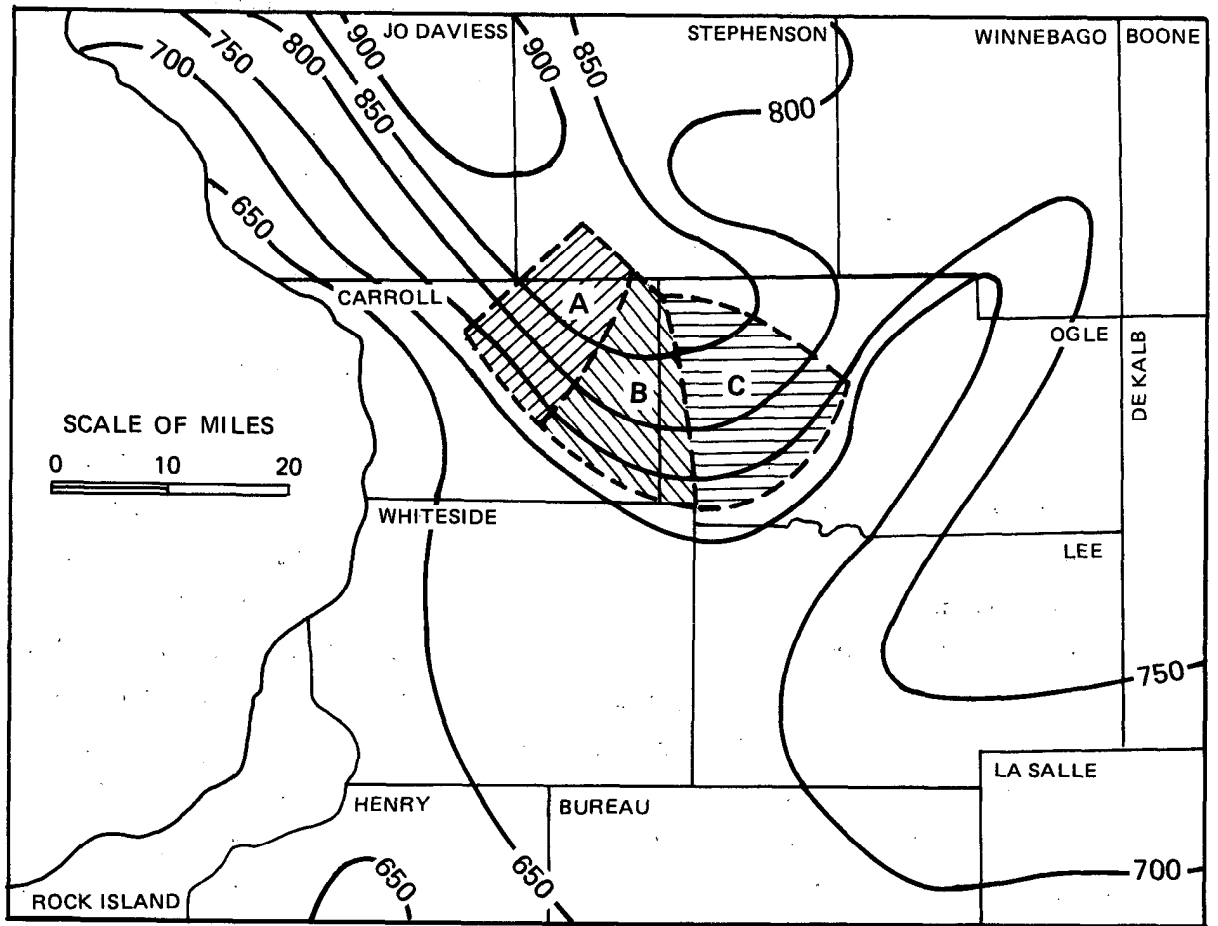 JO DAVIESS
STEPHENSON
WINNEBAGO
BOONE
700
750
800
900
850
900
850
800
650
CARROLL
A
B
C
OGLE
DE KALB
SCALE OF MILES
0 10 20
WHITESIDE
LEE
750
LA SALLE
HENRY
BUREAU
650
650
700
ROCK ISLAND